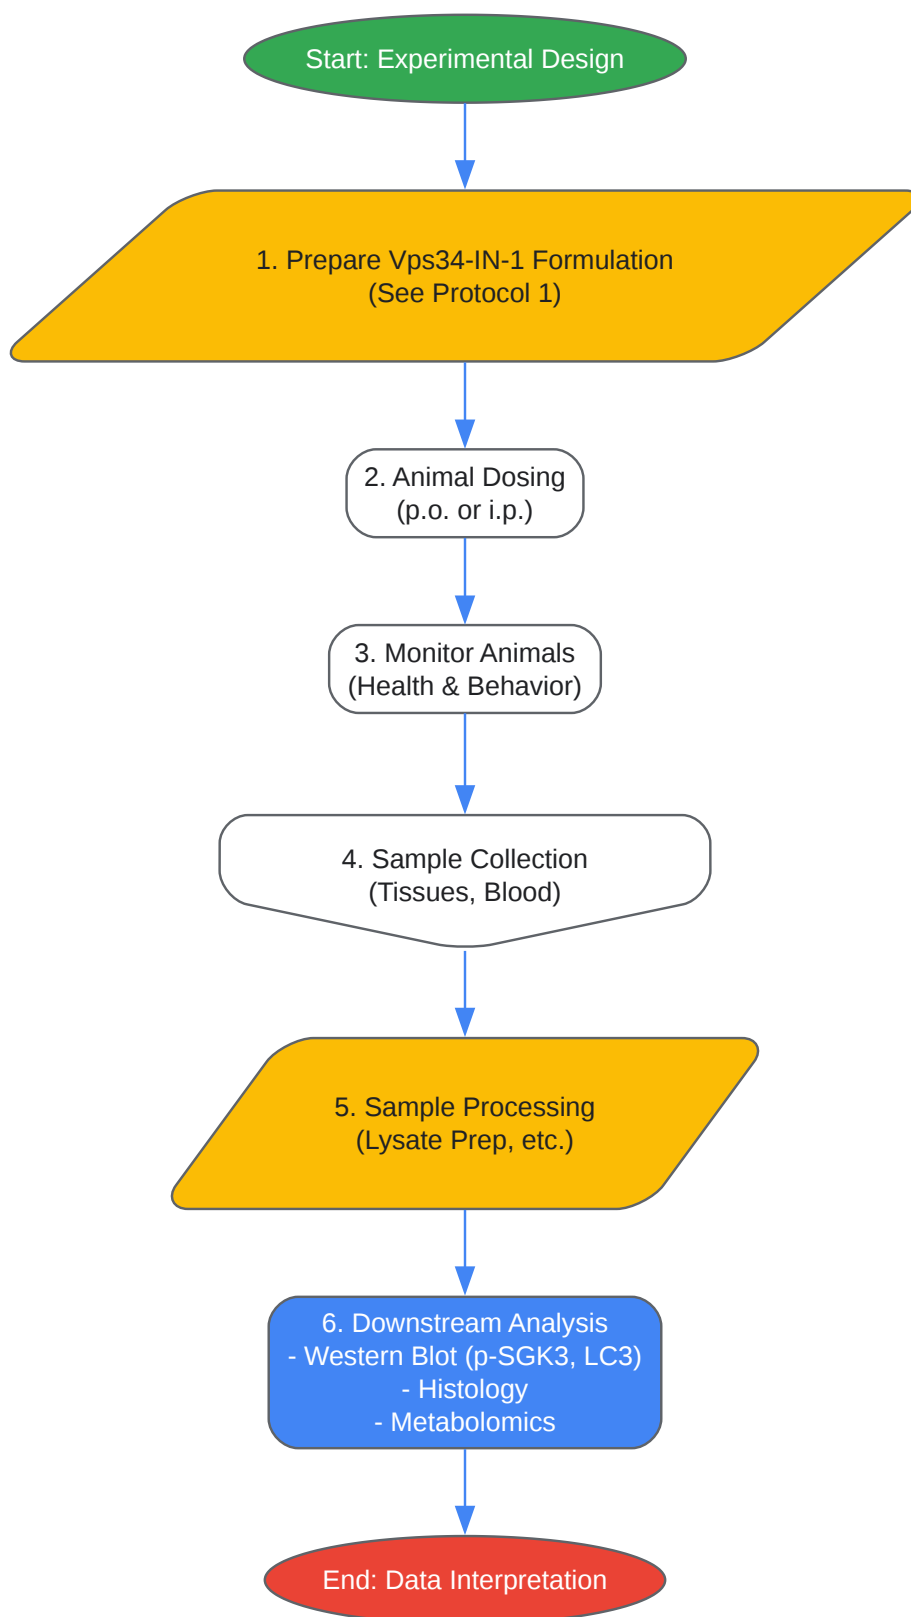 Start: Experimental Design
1. Prepare Vps34-IN-1 Formulation
(See Protocol 1)
2. Animal Dosing
(p.o. or i.p.)
3. Monitor Animals
(Health & Behavior)
4. Sample Collection
(Tissues, Blood)
5. Sample Processing
(Lysate Prep, etc.)
6. Downstream Analysis
- Western Blot (p-SGK3, LC3)
- Histology
- Metabolomics
End: Data Interpretation